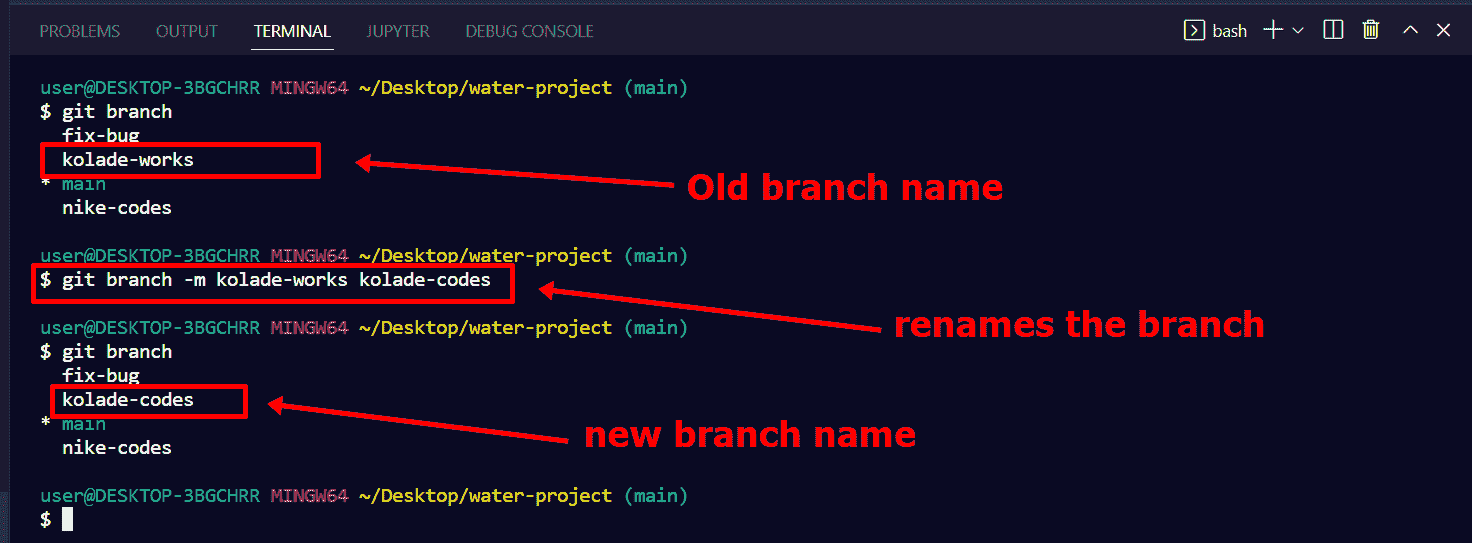 PROBLEMS OUTPUT TERMINAL JUPYTER DEBUG CONSOLE bash
user@DESKTOP-3BGCHRR MINGW64 ~/Desktop/water-project (main)
$ git branch
fix-bug
kolade-works
Old branch name
* main
nike-codes
user@DESKTOP-3BGCHRR MINGW64 ~/Desktop/water-project (main)
$ git branch -m kolade-works kolade-codes
renames the branch
user@DESKTOP-3BGCHRR MINGW64 ~/Desktop/water-project (main)
$ git branch
fix-bug
kolade-codes
* main
new branch name
nike-codes
user@DESKTOP-3BGCHRR MINGW64 ~/Desktop/water-project (main)
$